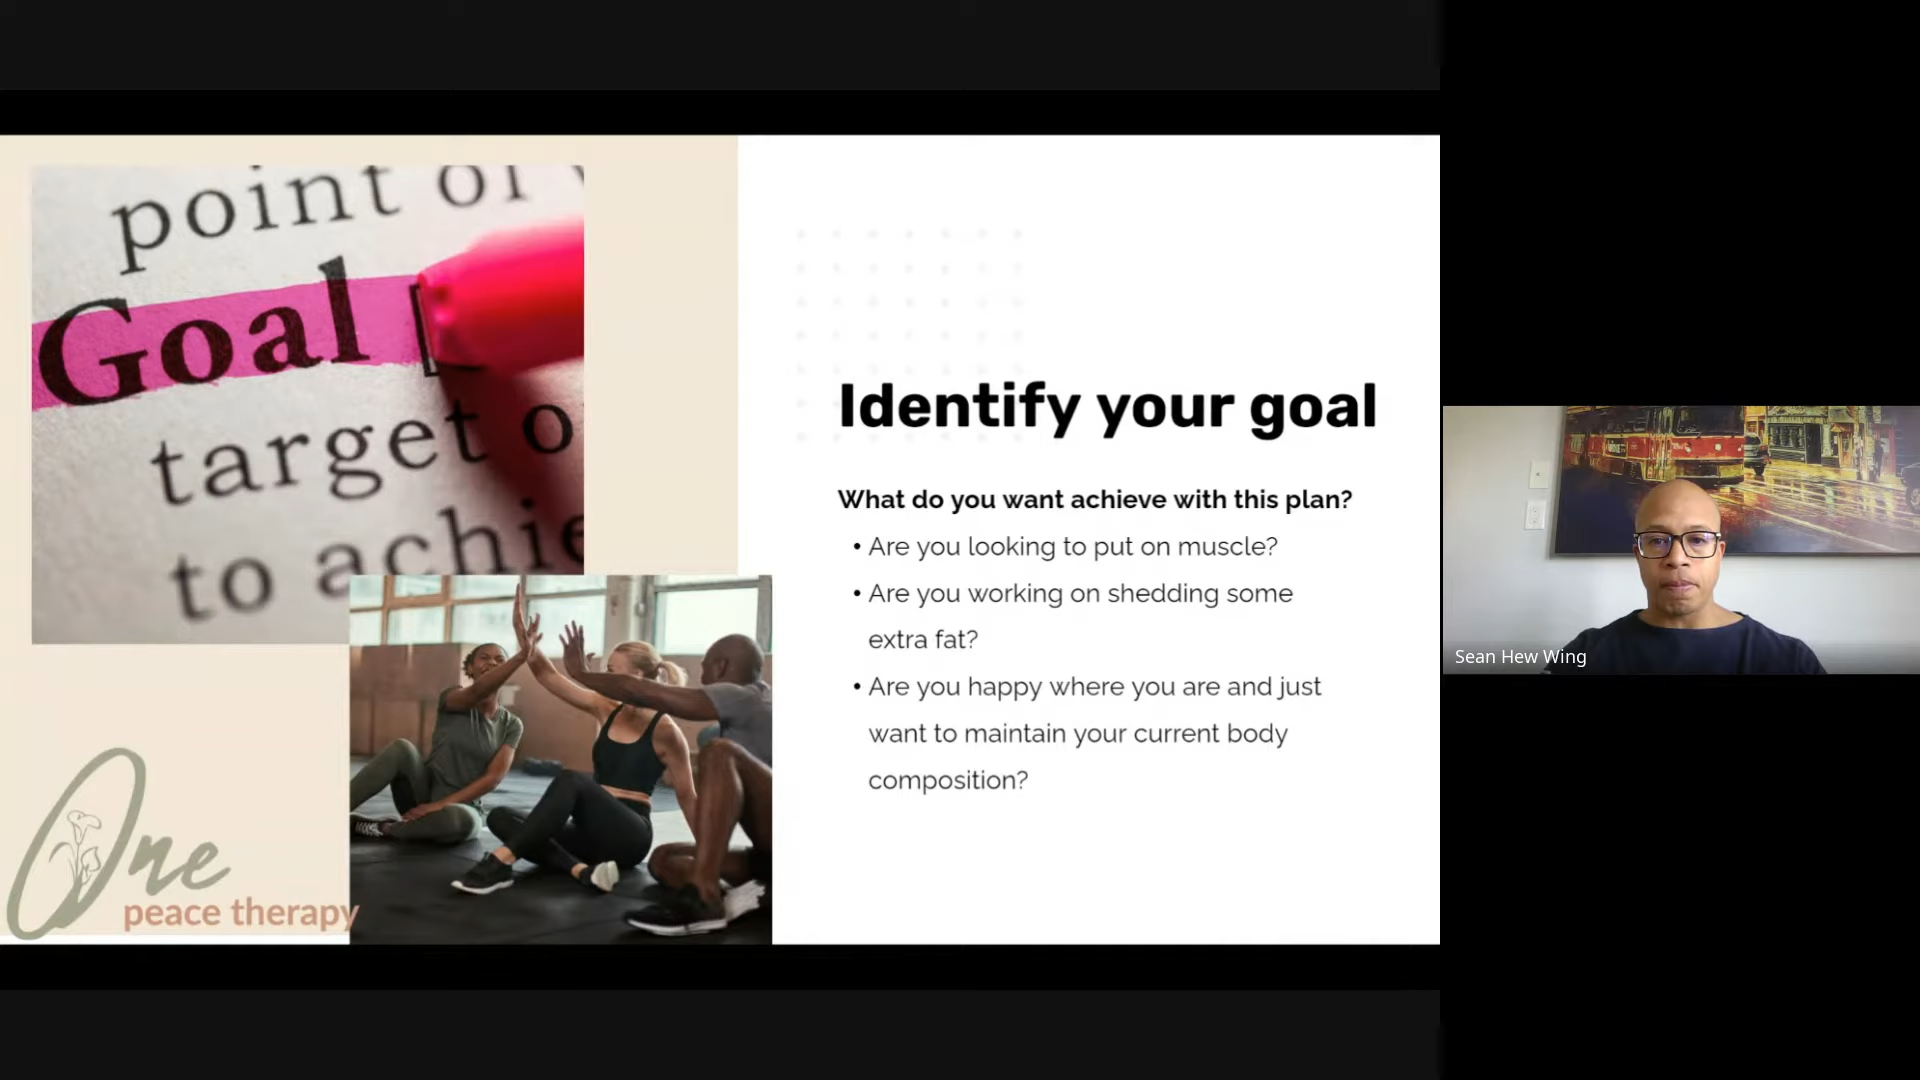 point of
Goal [
target o
to achie
One
peace therapy
Identify your goal
What do you want achieve with this plan?
• Are you looking to put on muscle?
• Are you working on shedding some
extra fat?
• Are you happy where you are and just
want to maintain your current body
composition?
Sean Hew Wing